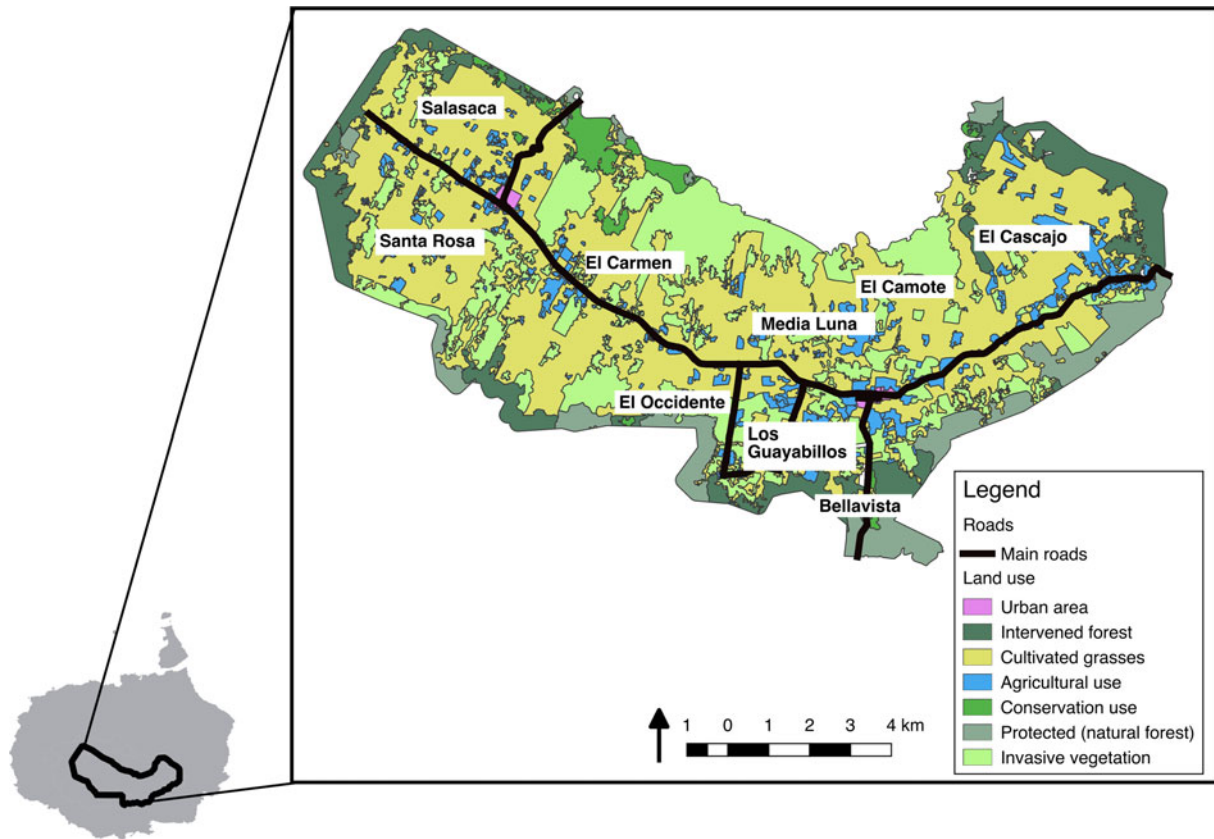 Salasaca
Santa Rosa
El Carmen
El Cascajo
El Camote
Media Luna
El Occidente
Los
Guayabillos
Bellavista
Legend
Roads
Main roads
Land use
Urban area
Intervened forest
Cultivated grasses
Agricultural use
Conservation use
Protected (natural forest)
Invasive vegetation
1 0 1 2 3 4 km